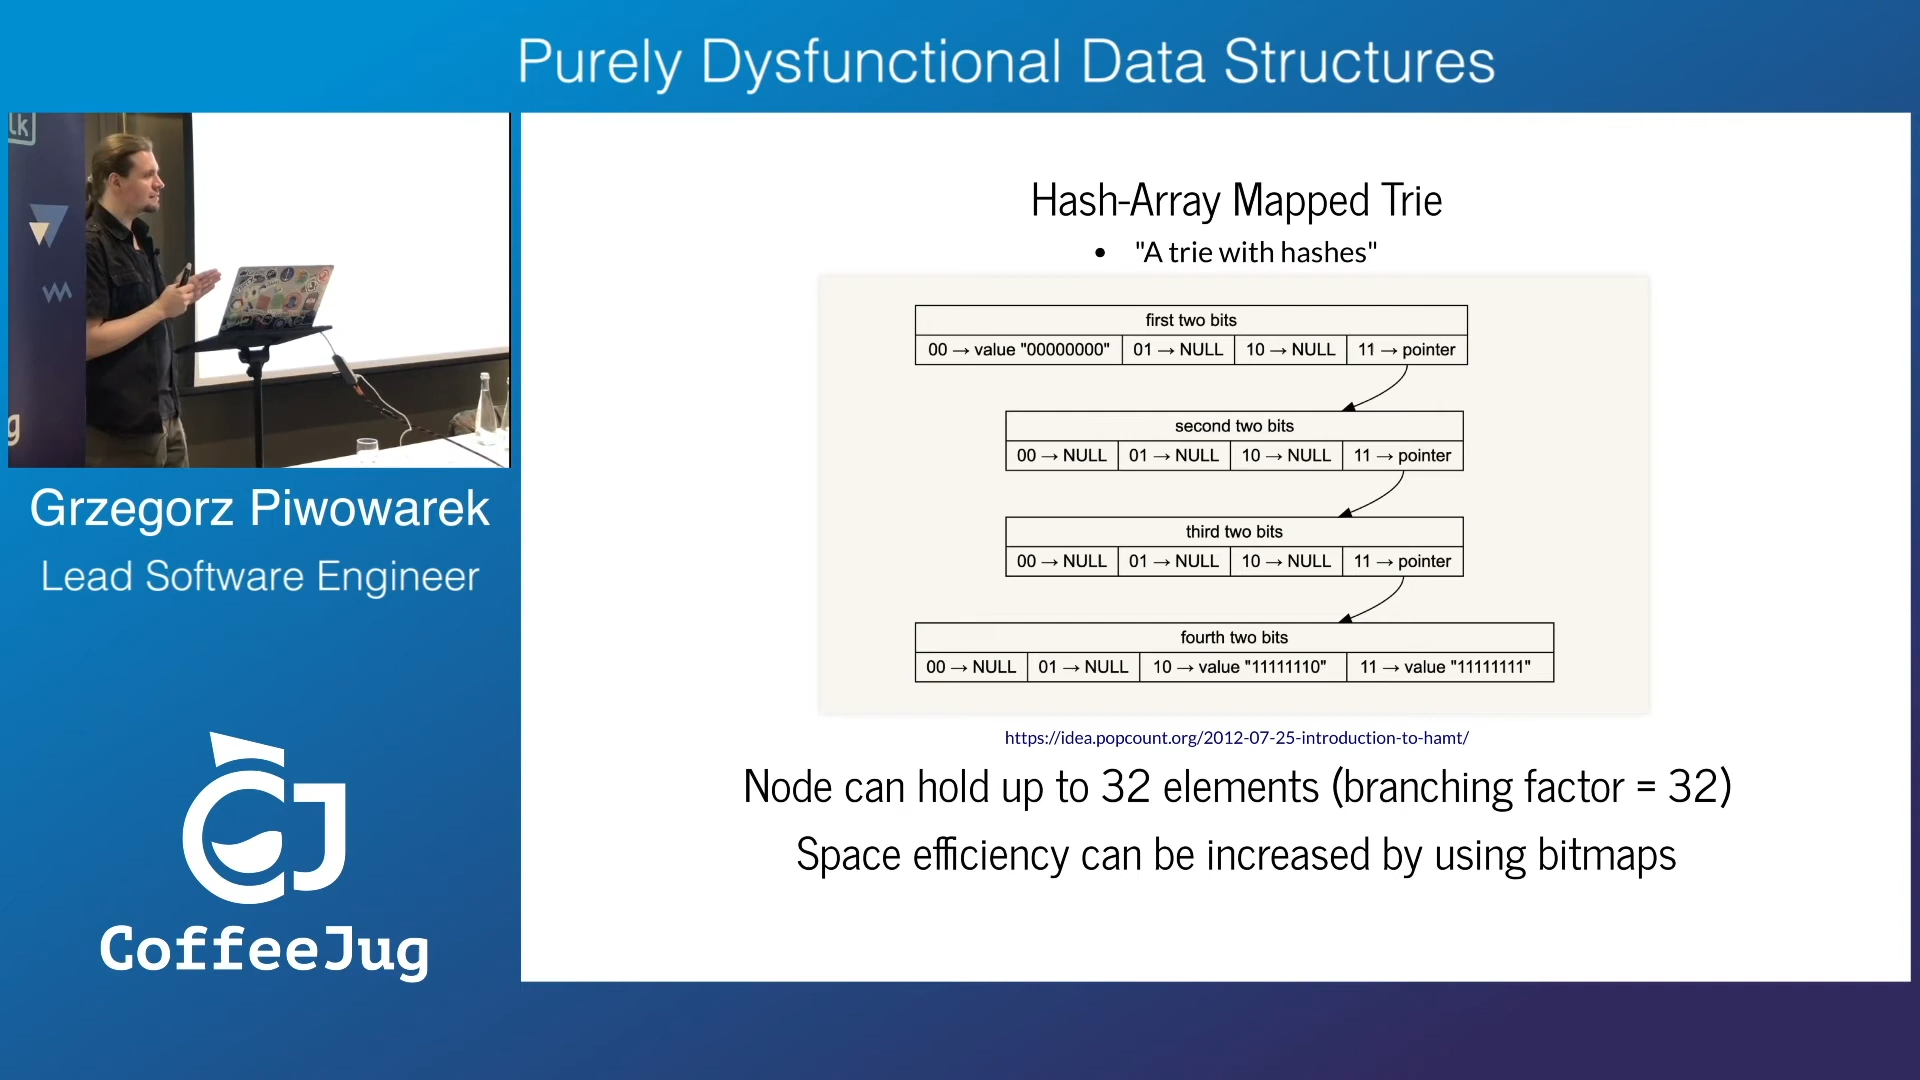 Purely Dysfunctional Data Structures
lk
g
Grzegorz Piwowarek
Lead Software Engineer
CJ
CoffeeJug
Hash-Array Mapped Trie
• "A trie with hashes"
first two bits
00 → value "00000000" 01 → NULL 10 → NULL 11 → pointer
second two bits
00 → NULL 01 → NULL 10 → NULL 11 → pointer
third two bits
00 → NULL 01 → NULL 10 → NULL 11 → pointer
fourth two bits
00 → NULL 01 → NULL 10 → value "11111110" 11 → value "11111111"
https://idea.popcount.org/2012-07-25-introduction-to-hamt/
Node can hold up to 32 elements (branching factor = 32)
Space efficiency can be increased by using bitmaps